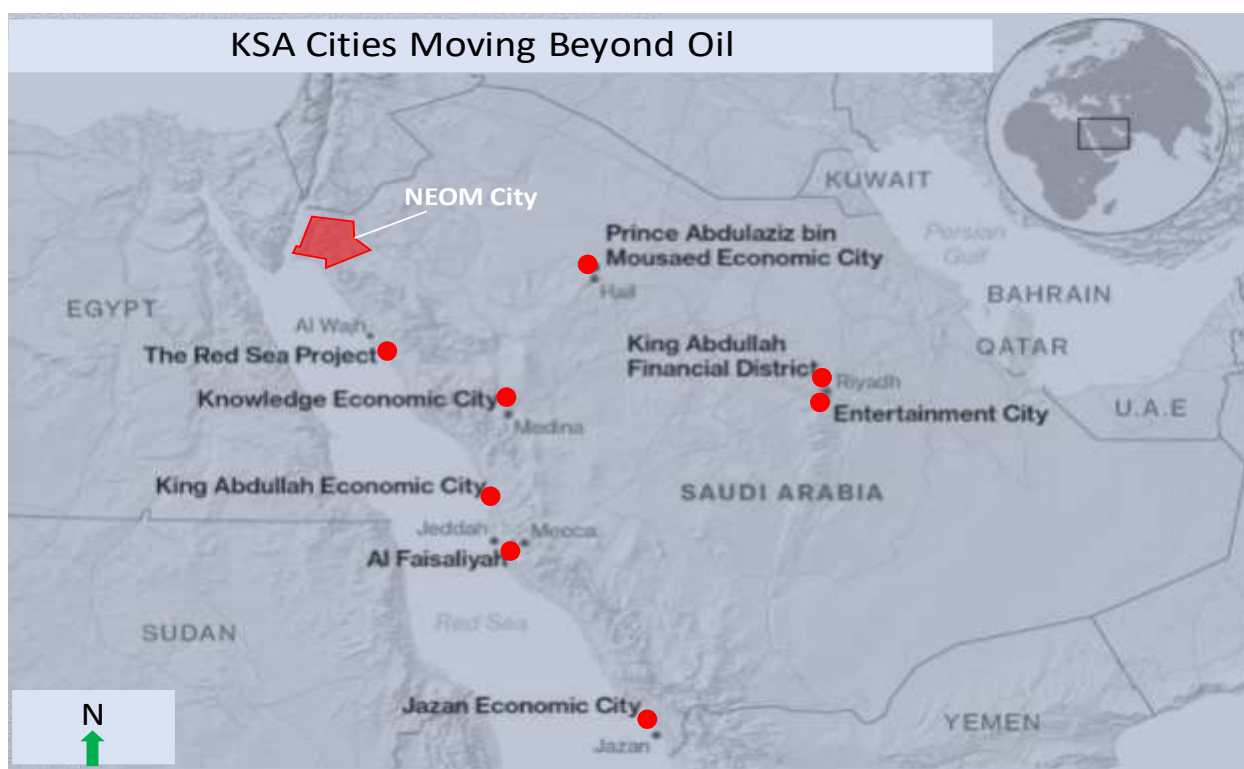 KSA Cities Moving Beyond Oil
KUWAIT
NEOM City
Prince Abdulaziz bin
Mousaed Economic City
Persian
Gulf
Hail
BAHRAIN
EGYPT
Al Wajh
The Red Sea Project
King Abdullah
Financial District
QATAR
Riyadh
Knowledge Economic City
Entertainment City
U.A.E
Medina
King Abdullah Economic City
SAUDI ARABIA
Jeddah
Mecca
Al Faisaliyah
Red Sea
SUDAN
Jazan Economic City
N
YEMEN
Jazan